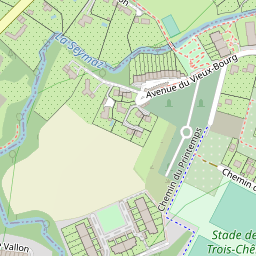 La Seymaz
Avenue du Vieux-Bourg
Chemin du Printemps
Chemin d
Stade de
Trois-Chê
Vallon